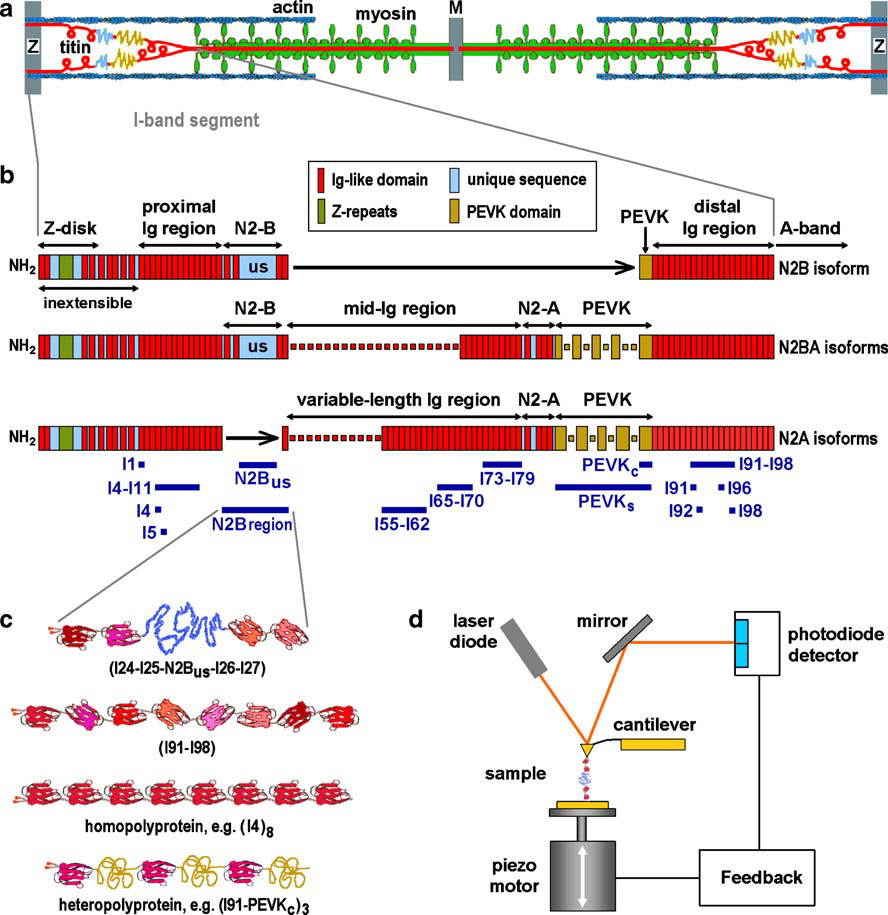 a
actin
myosin
M
Z
titin
Z
I-band segment
b
Ig-like domain
unique sequence
Z-repeats
PEVK domain
Z-disk
proximal
Ig region
N2-B
PEVK
distal
Ig region
A-band
NH2
us
N2B isoform
inextensible
N2-B
mid-Ig region
N2-A
PEVK
NH2
us
N2BA isoforms
variable-length Ig region
N2-A
PEVK
NH2
N2A isoforms
I1
N2Bus
I73-I79
PEVKc
I91-I98
I4-I11
I65-I70
PEVKs
I91
I96
I4
N2Bregion
I55-I62
I92
I98
I5
c
(I24-I25-N2Bus-I26-I27)
(I91-I98)
homopolyprotein, e.g. (I4)8
heteropolyprotein, e.g. (I91-PEVKc)3
d
laser
diode
mirror
photodiode
detector
cantilever
sample
piezo
motor
Feedback